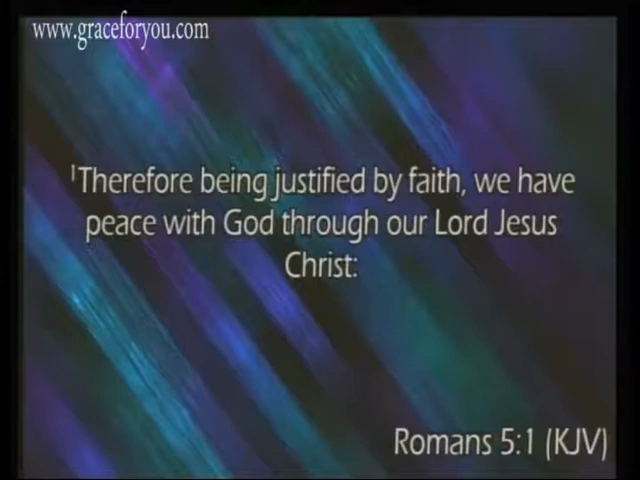 www.graceforyou.com
¹Therefore being justified by faith, we have
peace with God through our Lord Jesus
Christ:
Romans 5:1 (KJV)